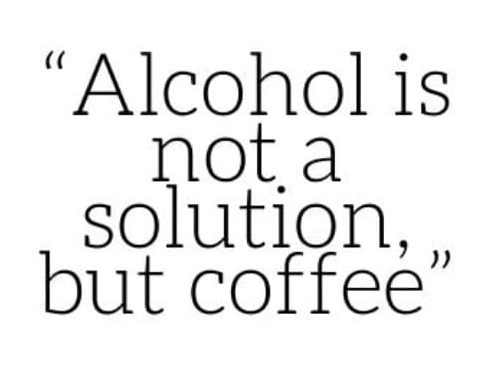 “Alcohol is
not a
solution,
but coffee”